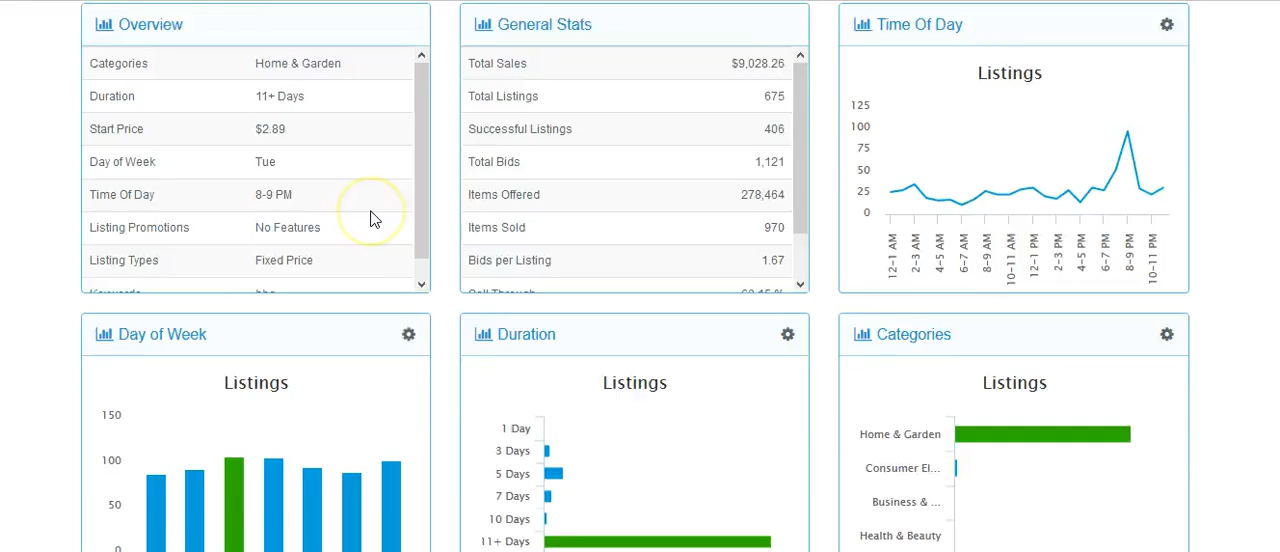 Overview
Categories Home & Garden
Duration 11+ Days
Start Price $2.89
Day of Week Tue
Time Of Day 8-9 PM
Listing Promotions No Features
Listing Types Fixed Price
General Stats
Total Sales $9,028.26
Total Listings 675
Successful Listings 406
Total Bids 1,121
Items Offered 278,464
Items Sold 970
Bids per Listing 1.67
Time Of Day
Listings
125
100
75
50
25
0
12-1 AM
2-3 AM
4-5 AM
6-7 AM
8-9 AM
10-11 AM
12-1 PM
2-3 PM
4-5 PM
6-7 PM
8-9 PM
10-11 PM
Day of Week
Listings
150
100
50
0
Duration
Listings
1 Day
3 Days
5 Days
7 Days
10 Days
11+ Days
Categories
Listings
Home & Garden
Consumer El...
Business & ...
Health & Beauty